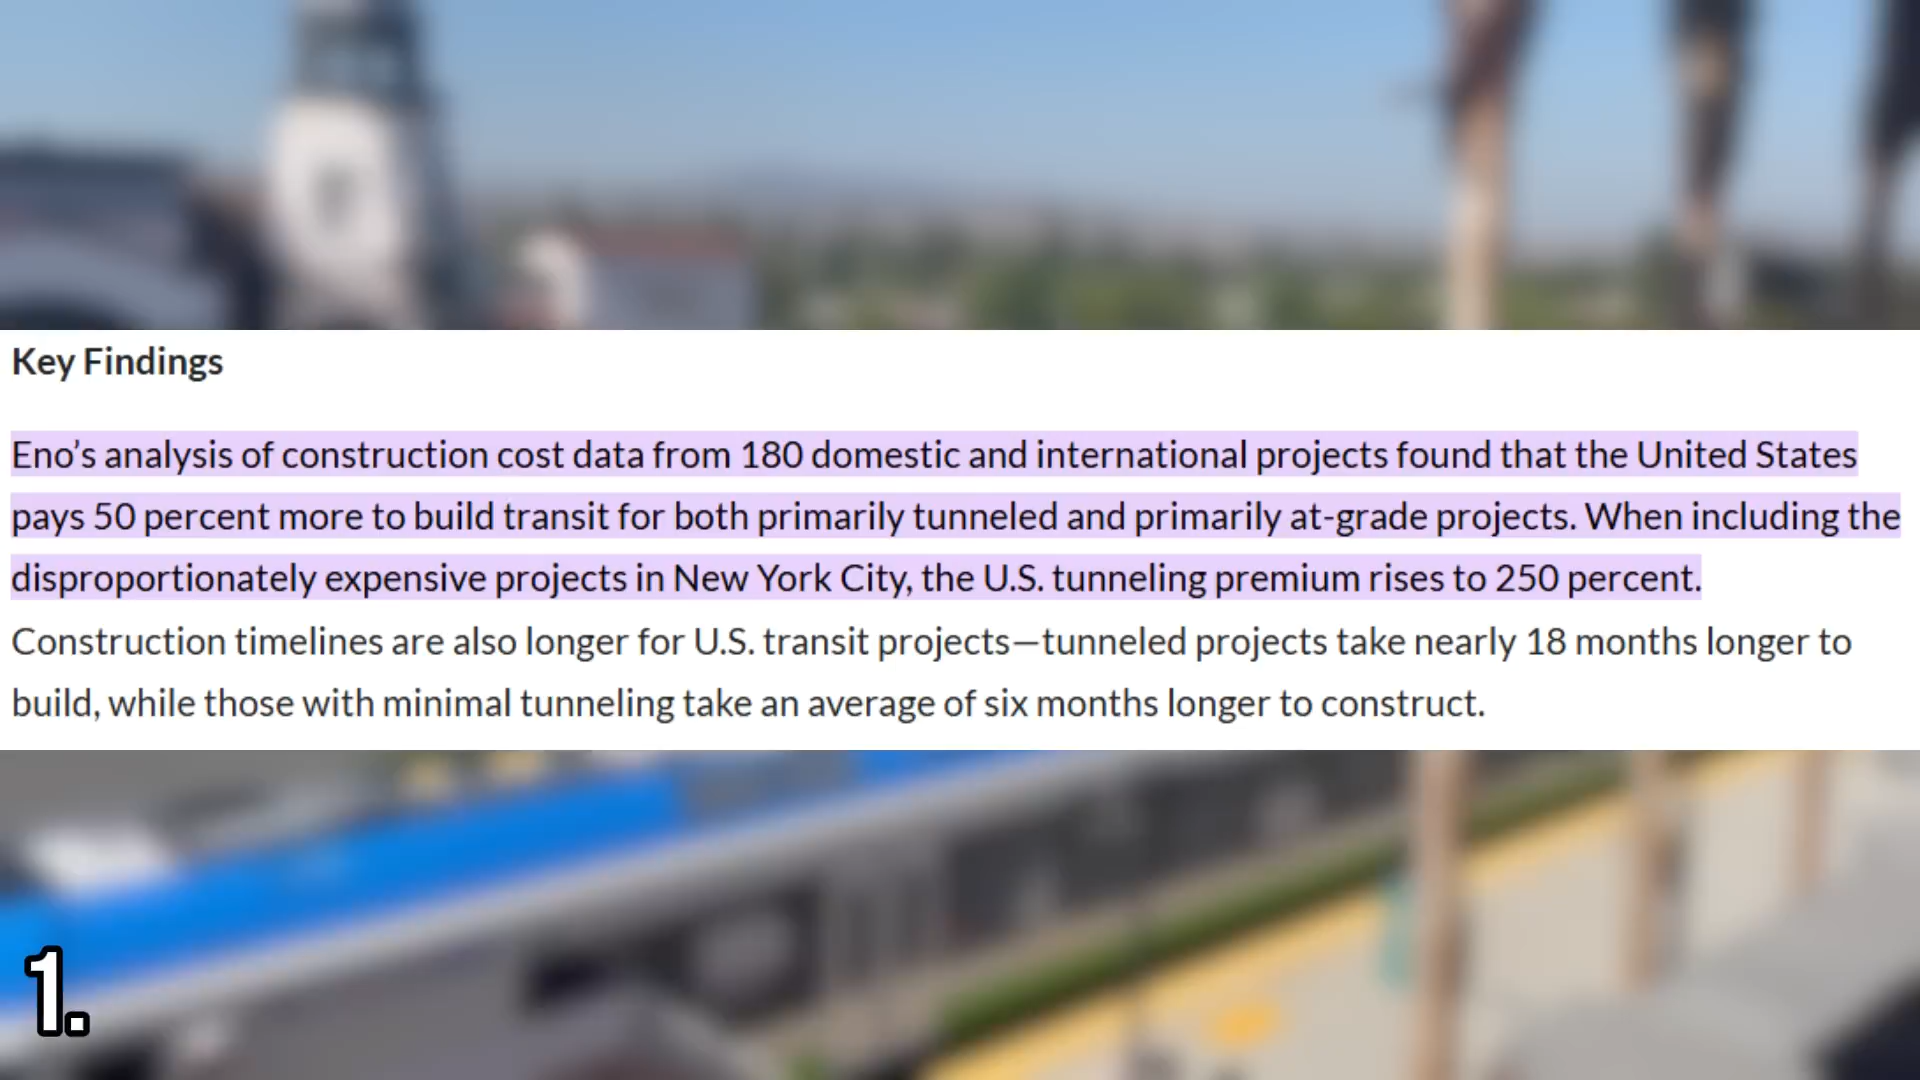 Key Findings
Eno’s analysis of construction cost data from 180 domestic and international projects found that the United States
pays 50 percent more to build transit for both primarily tunneled and primarily at-grade projects. When including the
disproportionately expensive projects in New York City, the U.S. tunneling premium rises to 250 percent.
Construction timelines are also longer for U.S. transit projects—tunneled projects take nearly 18 months longer to
build, while those with minimal tunneling take an average of six months longer to construct.
1.